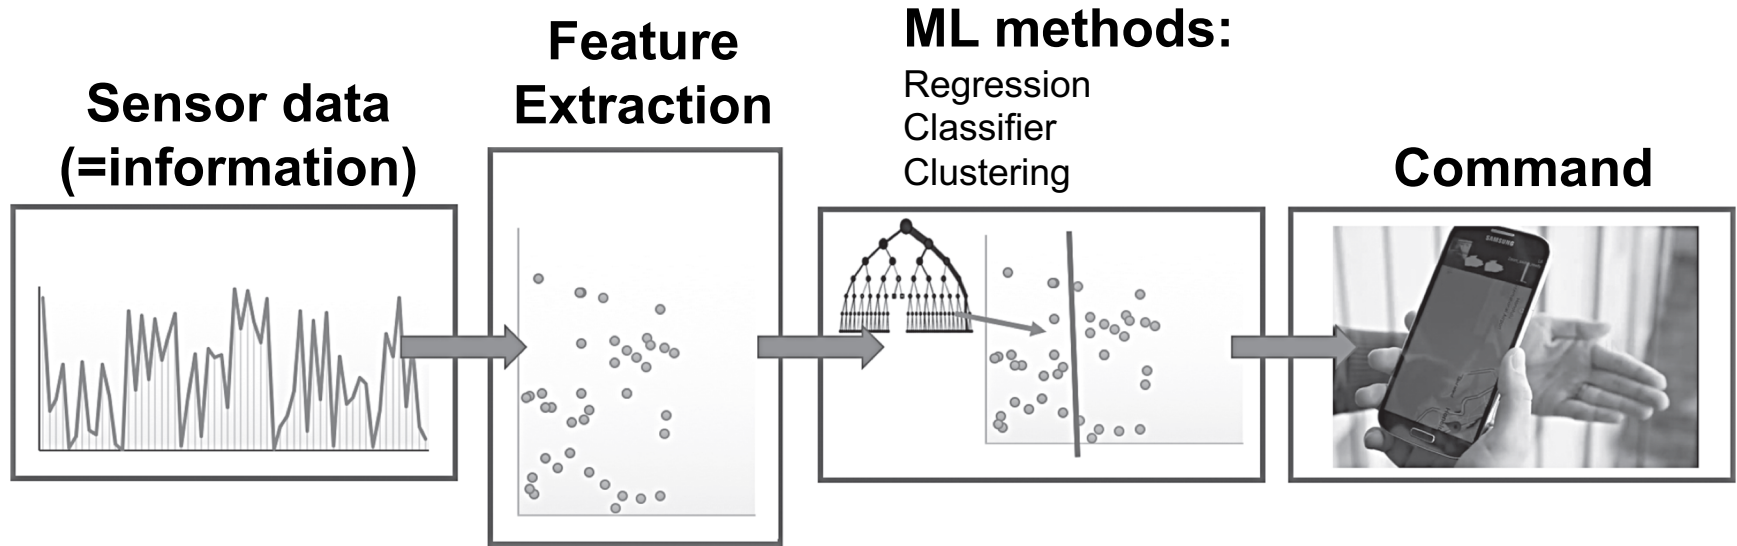 Sensor data
(=information)
Feature
Extraction
ML methods:
Regression
Classifier
Clustering
Command
SAMSUNG